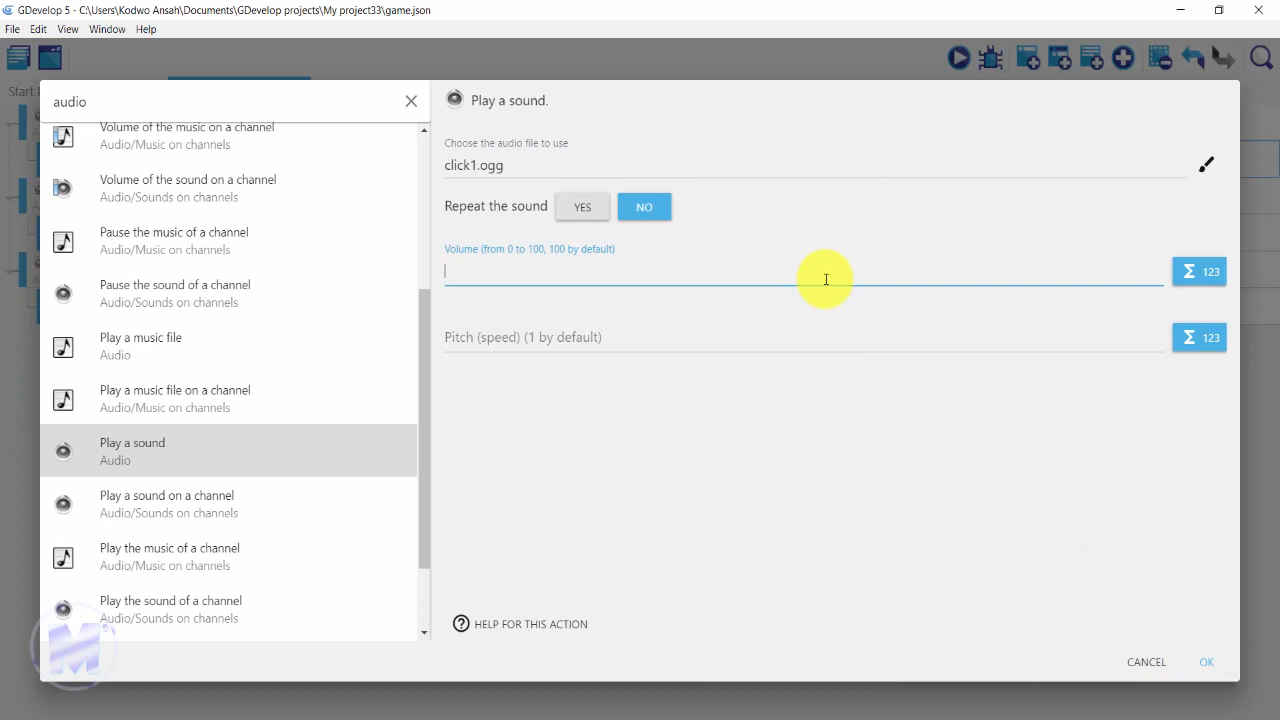 GDevelop 5 - C:\Users\Kodwo Ansah\Documents\GDevelop projects\My project33\game.json
File Edit View Window Help
Start
audio
Volume of the music on a channel
Audio/Music on channels
Volume of the sound on a channel
Audio/Sounds on channels
Pause the music of a channel
Audio/Music on channels
Pause the sound of a channel
Audio/Sounds on channels
Play a music file
Audio
Play a music file on a channel
Audio/Music on channels
Play a sound
Audio
Play a sound on a channel
Audio/Sounds on channels
Play the music of a channel
Audio/Music on channels
Play the sound of a channel
Audio/Sounds on channels
M
Play a sound.
Choose the audio file to use
click1.ogg
Repeat the sound YES NO
Volume (from 0 to 100, 100 by default)
Σ 123
Pitch (speed) (1 by default)
Σ 123
? HELP FOR THIS ACTION
CANCEL OK